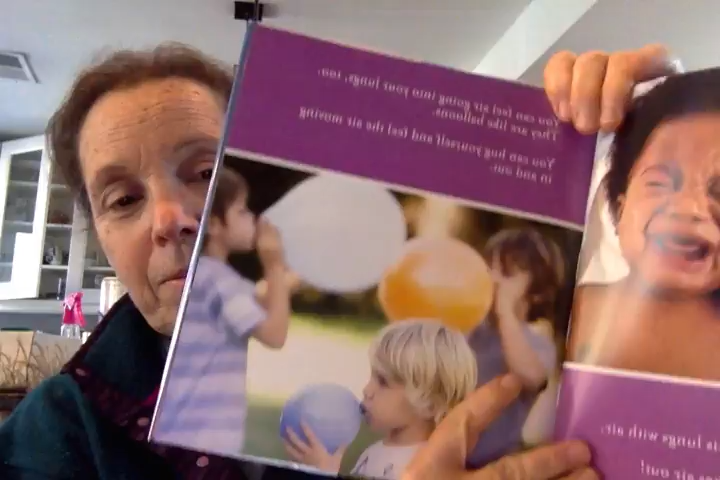 You can feel air going into your lungs, too.
They are like balloons.
You can hug yourself and feel the air moving
in and out.
lungs with air.
air out!